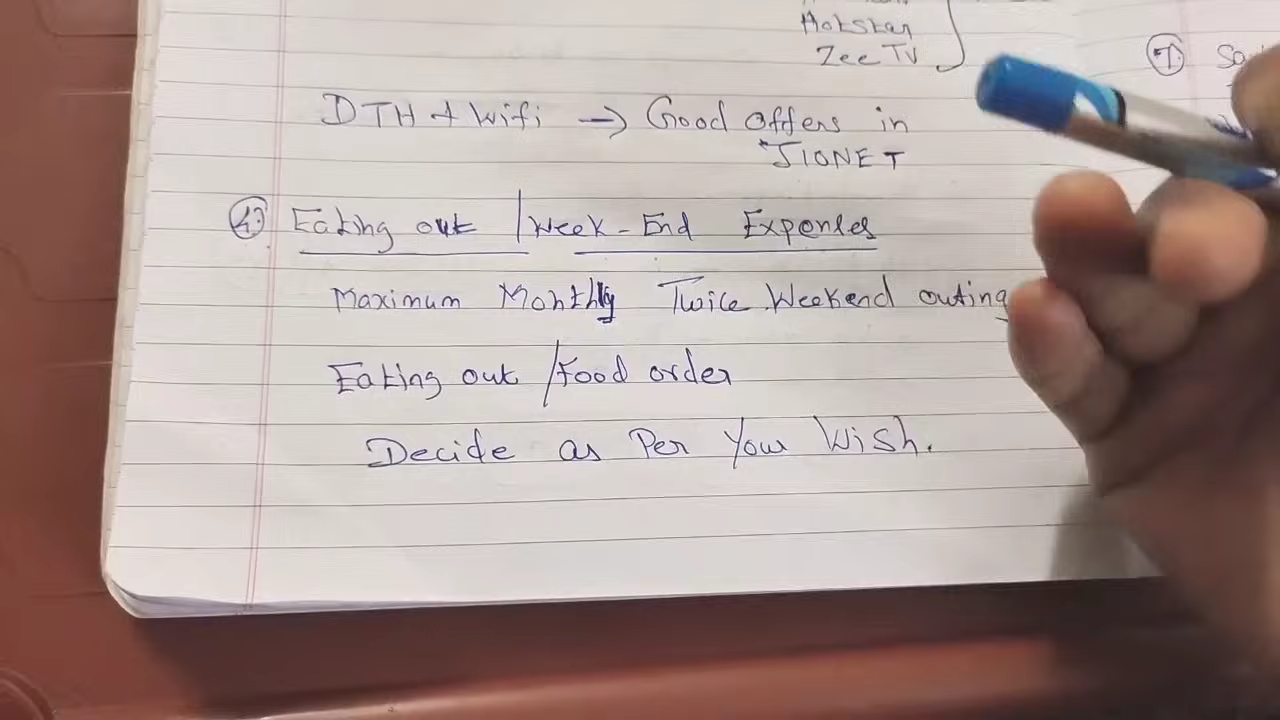 Hotstar
Zee TV
DTH + Wifi → Good Offers in
"JIONET
4. Eating out / Week-End Expenses
Maximum Monthly Twice Weekend outing
Eating out / Food order
Decide as Per Your Wish.
7.